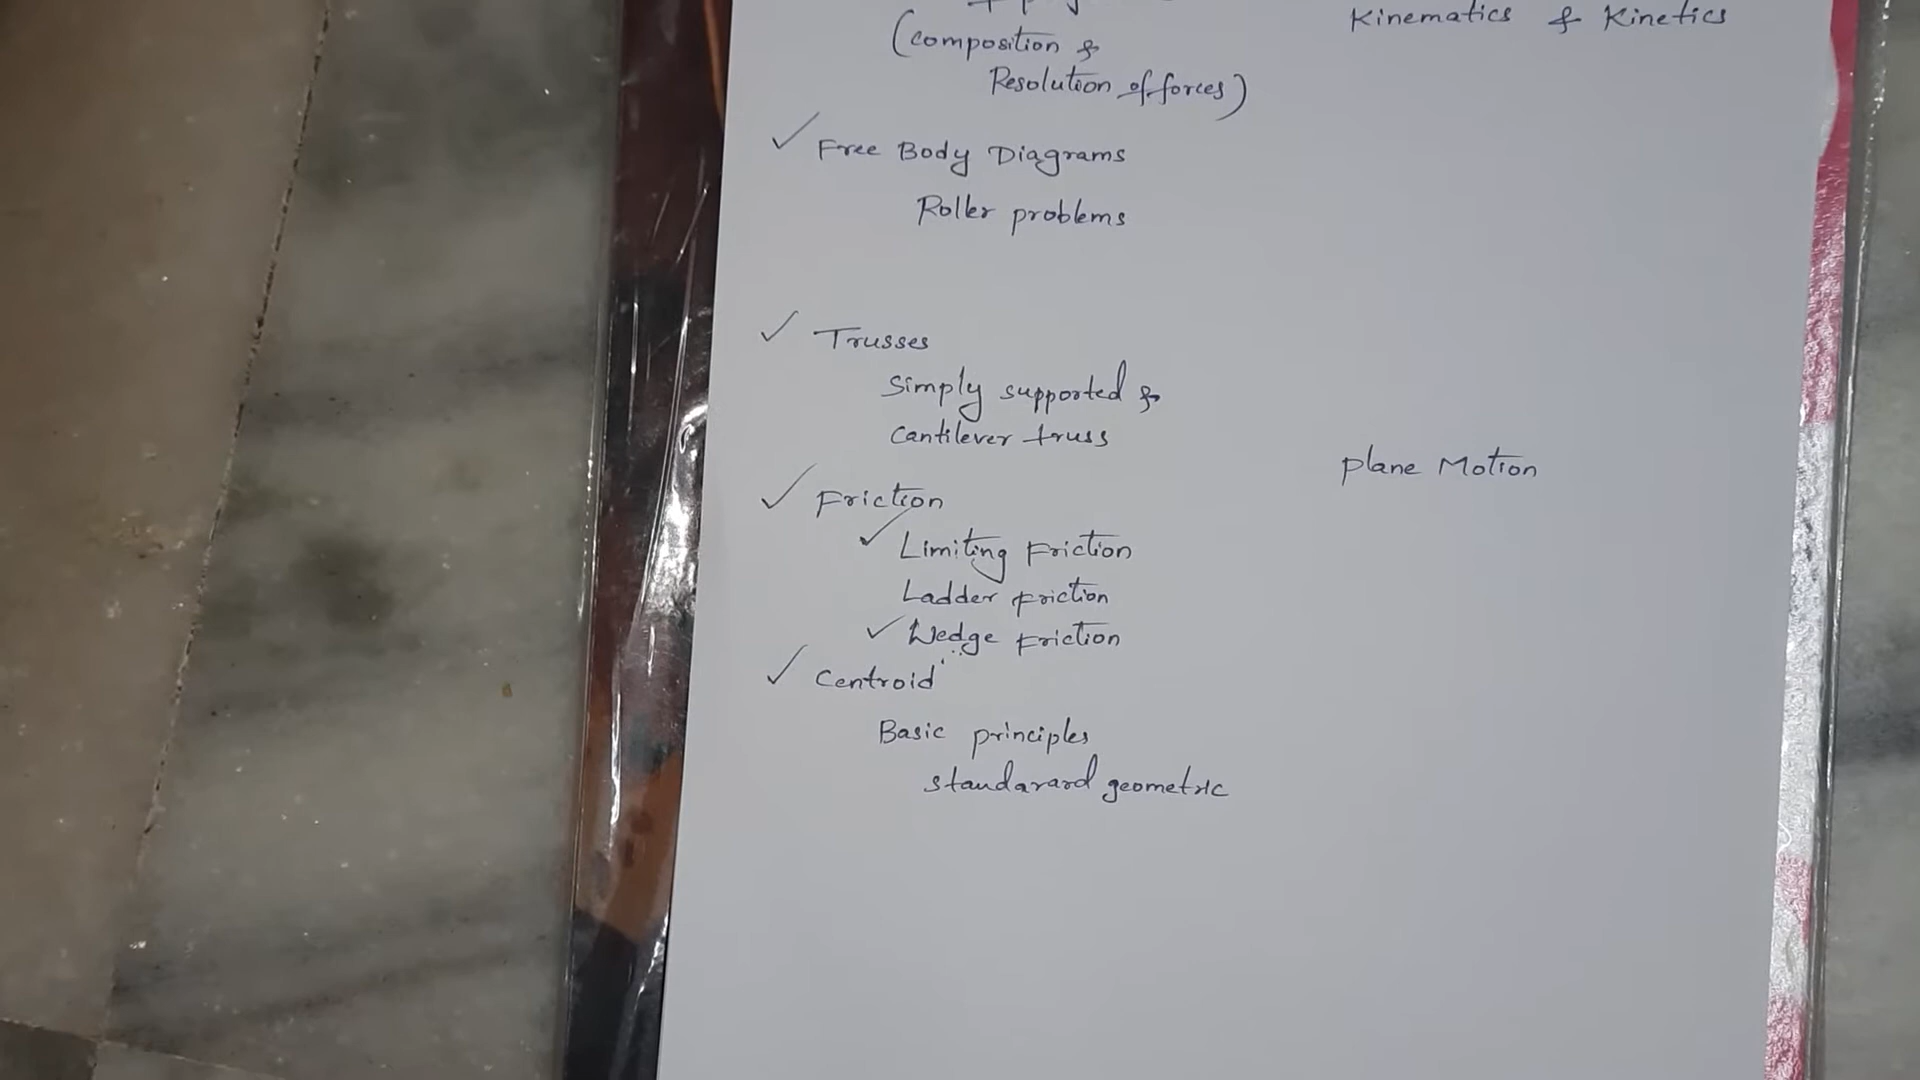 (composition &
Resolution of forces)
Free Body Diagrams
Roller problems
Trusses
Simply supported &
Cantilever truss
Friction
Limiting Friction
Ladder friction
Wedge friction
Centroid
Basic principles
standarard geometric
Kinematics & Kinetics
plane Motion